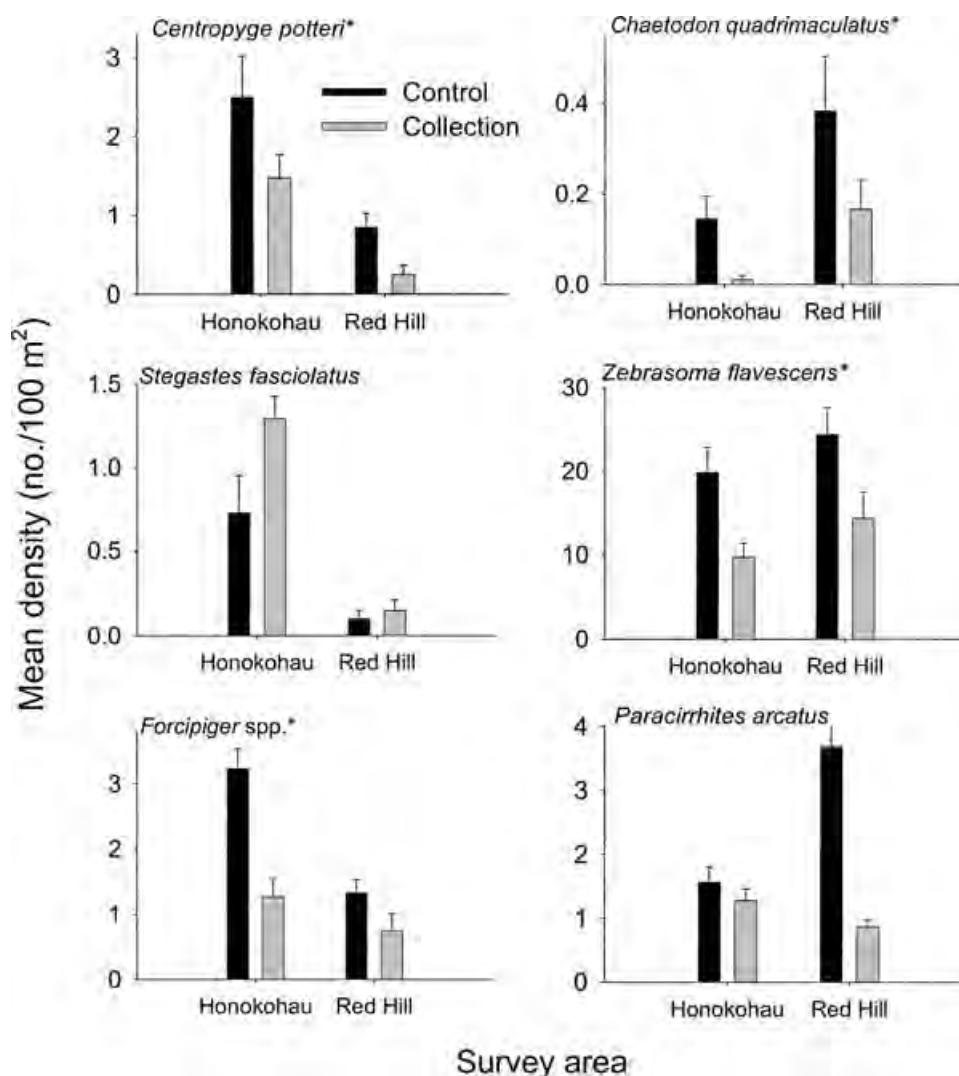 Mean density (no./100 m²)
Centropyge potteri*
3
2
1
0
Control
Collection
Honokohau Red Hill
Chaetodon quadrimaculatus*
0.4
0.2
0.0
Honokohau Red Hill
Stegastes fasciolatus
1.5
1.0
0.5
0.0
Honokohau Red Hill
Zebrasoma flavescens*
30
20
10
0
Honokohau Red Hill
Forcipiger spp.*
3
2
1
0
Honokohau Red Hill
Paracirrhites arcatus
4
3
2
1
0
Honokohau Red Hill
Survey area